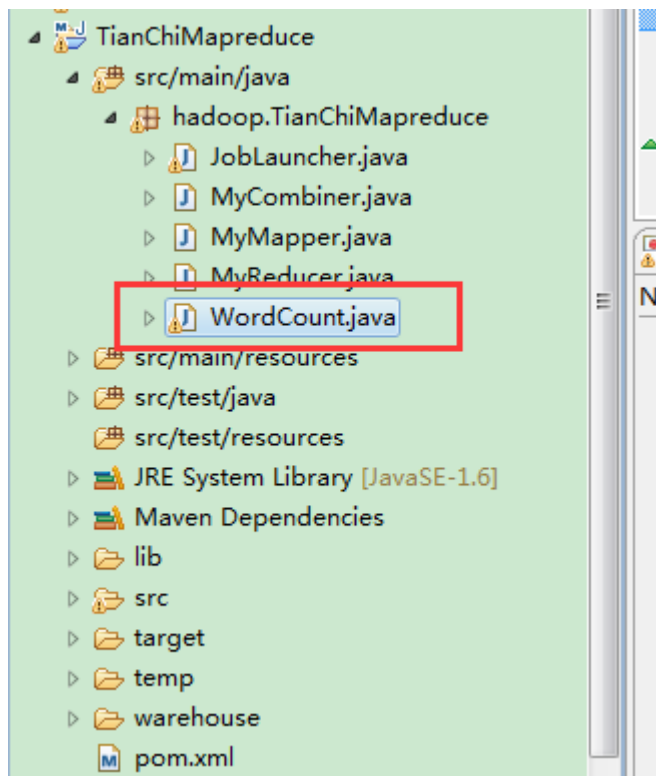 TianChiMapreduce
src/main/java
hadoop.TianChiMapreduce
JobLauncher.java
MyCombiner.java
MyMapper.java
MyReducer.java
WordCount.java
src/main/resources
src/test/java
src/test/resources
JRE System Library [JavaSE-1.6]
Maven Dependencies
lib
src
target
temp
warehouse
pom.xml